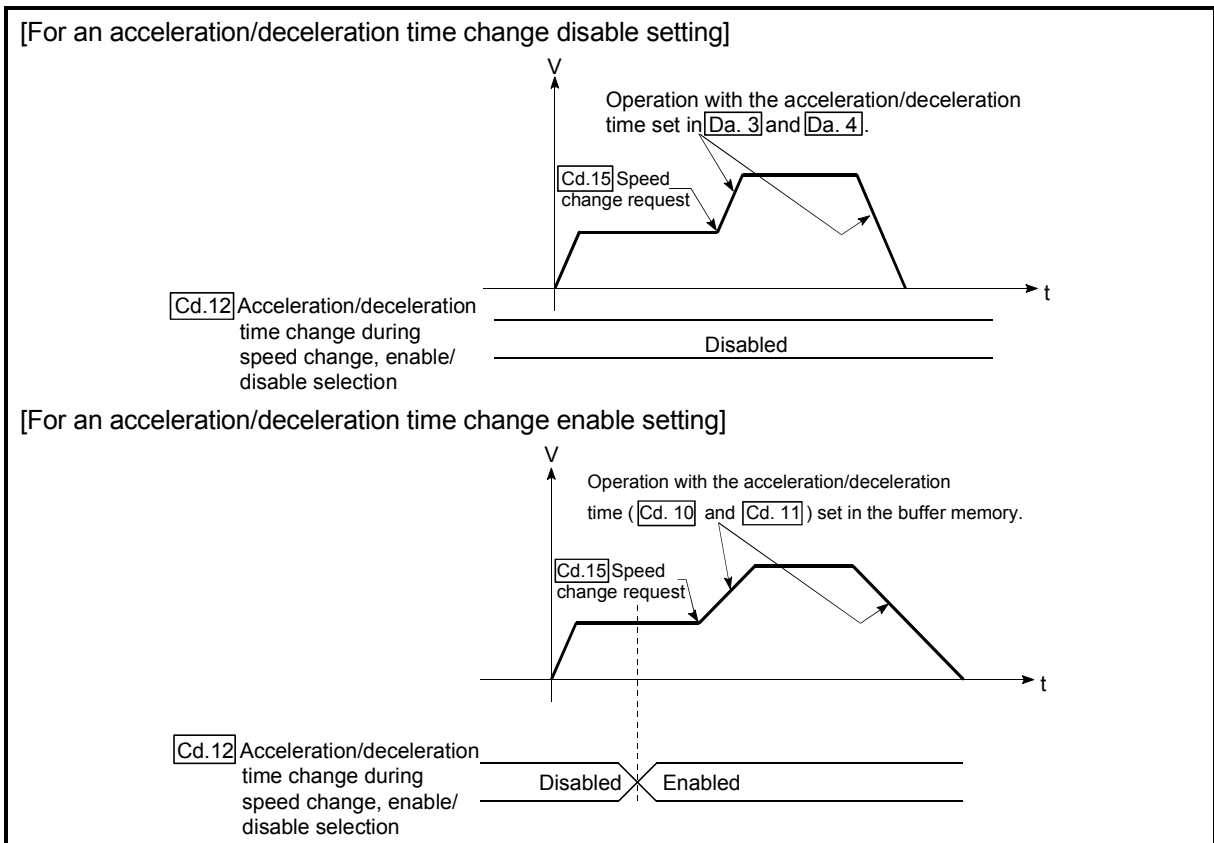 [For an acceleration/deceleration time change disable setting]
V
Operation with the acceleration/deceleration
time set in Da. 3 and Da. 4.
Cd.15 Speed
change request
t
Cd.12 Acceleration/deceleration
time change during
speed change, enable/
disable selection
Disabled
[For an acceleration/deceleration time change enable setting]
V
Operation with the acceleration/deceleration
time ( Cd. 10 and Cd. 11 ) set in the buffer memory.
Cd.15 Speed
change request
t
Cd.12 Acceleration/deceleration
time change during
speed change, enable/
disable selection
Disabled Enabled